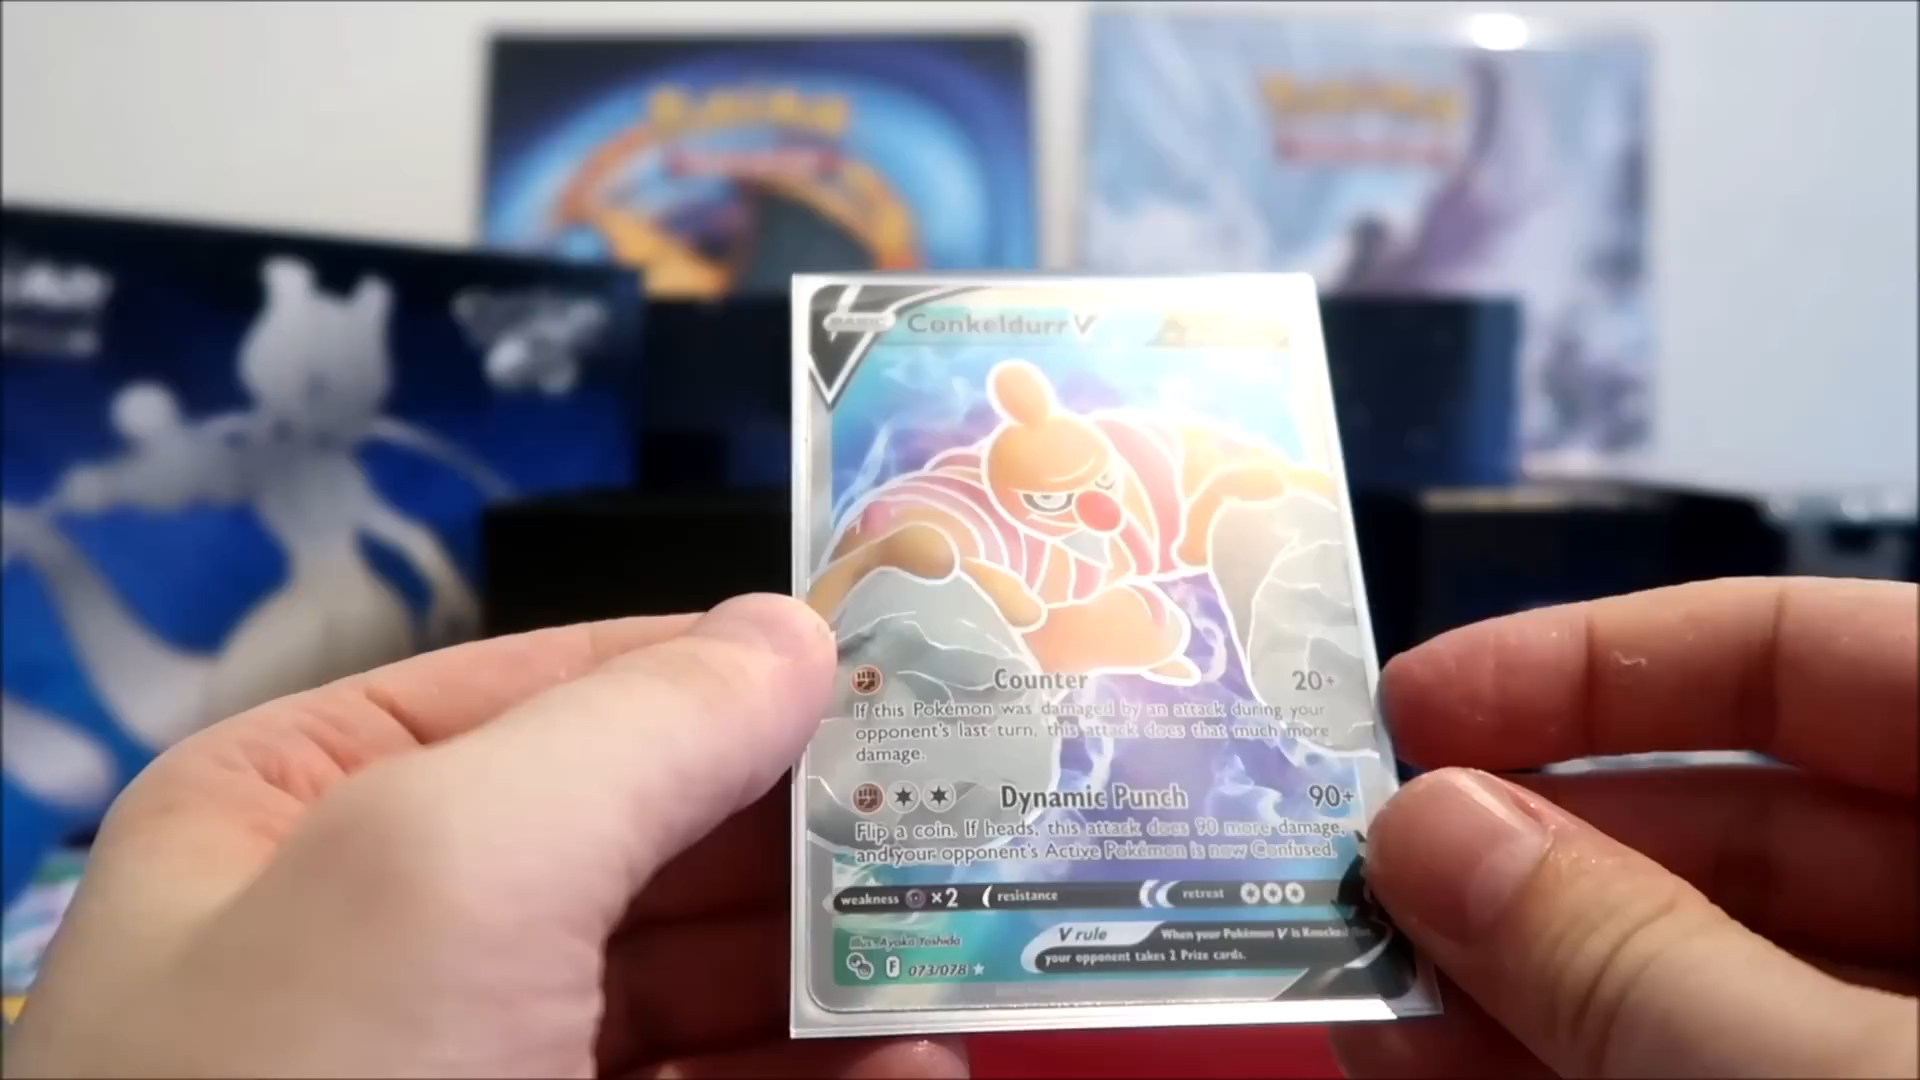 BASIC
Conkeldurr V
Counter 20+
If this Pokémon was damaged by an attack during your
opponent's last turn, this attack does that much more
damage.
Dynamic Punch 90+
Flip a coin. If heads, this attack does 90 more damage,
and your opponent's Active Pokémon is now Confused.
weakness ×2 resistance retreat
Illus. Ayaka Yoshida
V rule When your Pokémon V is Knocked
your opponent takes 2 Prize cards.
F 073/078